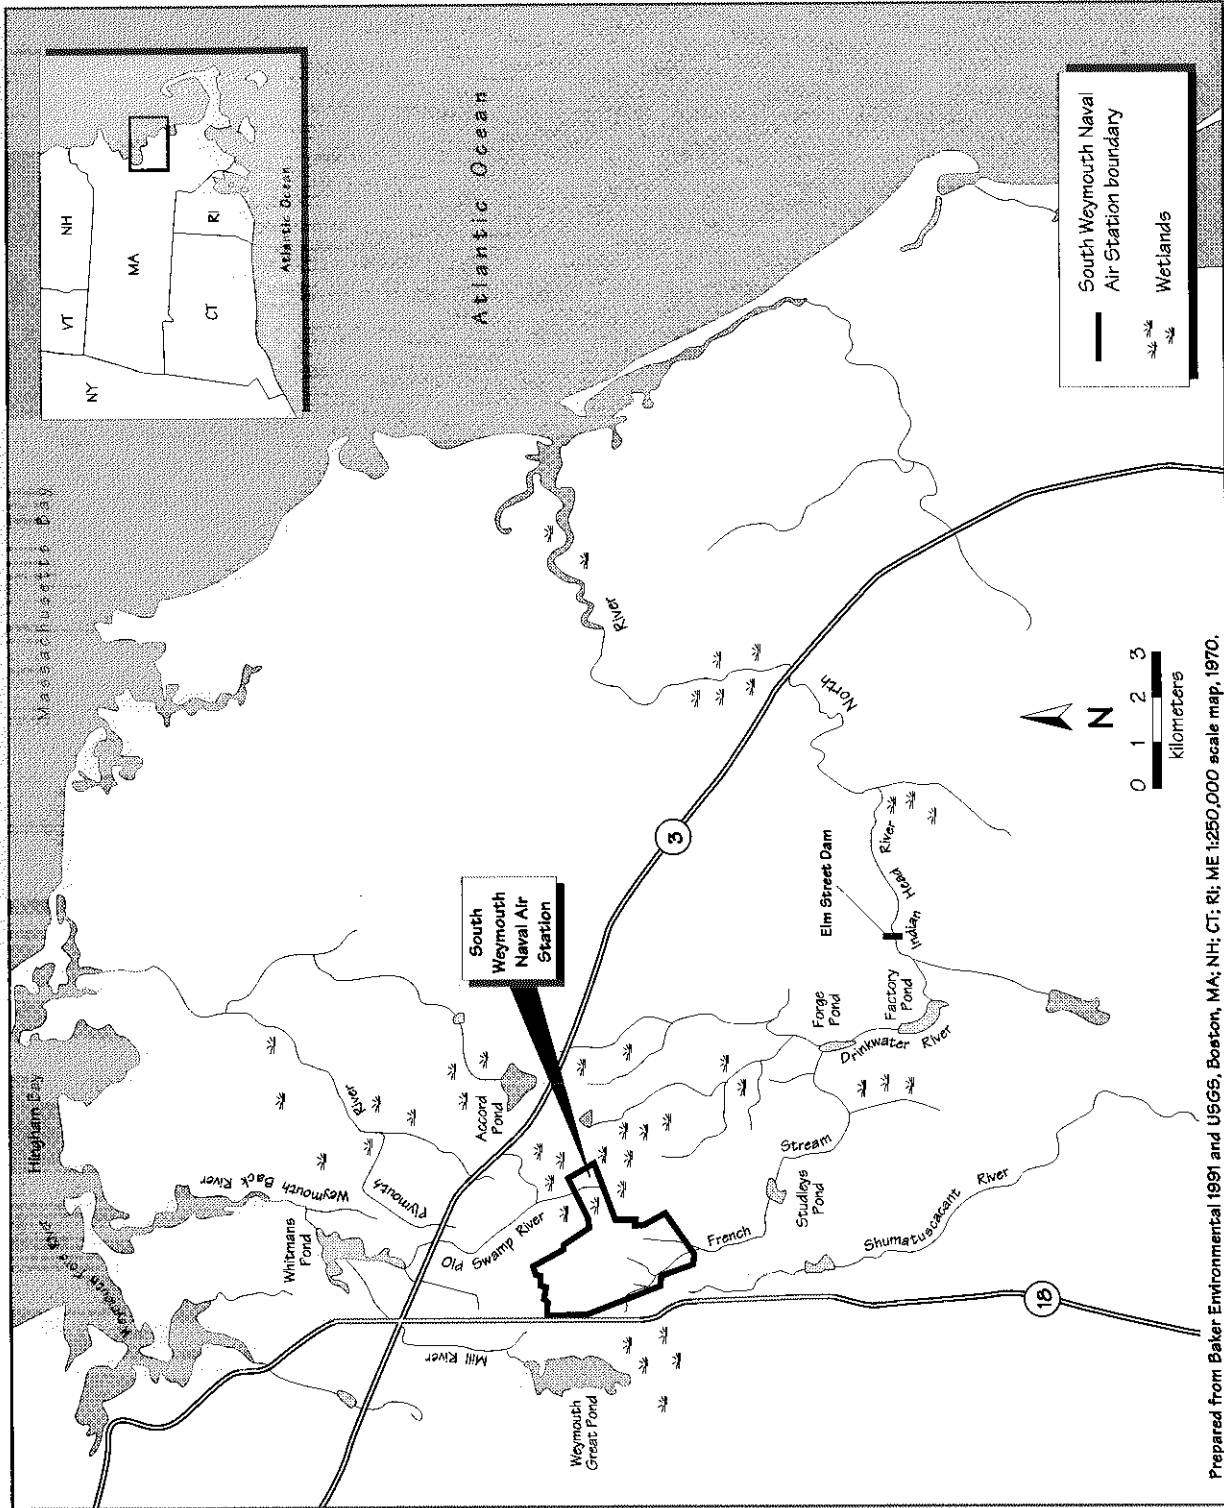 Massachusetts Bay
Atlantic Ocean
NY
VT
NH
MA
CT
RI
Atlantic Ocean
Hingham Bay
Weymouth Fore River
Weymouth Back River
Whitmans
Pond
Plymouth
River
Accord
Pond
Old Swamp River
Mill River
Weymouth
Great Pond
South
Weymouth
Naval Air
Station
3
18
French
Stream
Studleys
Pond
Shumatuscacant River
Forge
Pond
Factory
Pond
Drinkwater River
Elm Street Dam
Indian Head River
North
River
N
0 1 2 3
kilometers
South Weymouth Naval
Air Station boundary
Wetlands
Prepared from Baker Environmental 1991 and USGS, Boston, MA; NH; CT; RI; ME 1:250,000 scale map, 1970.